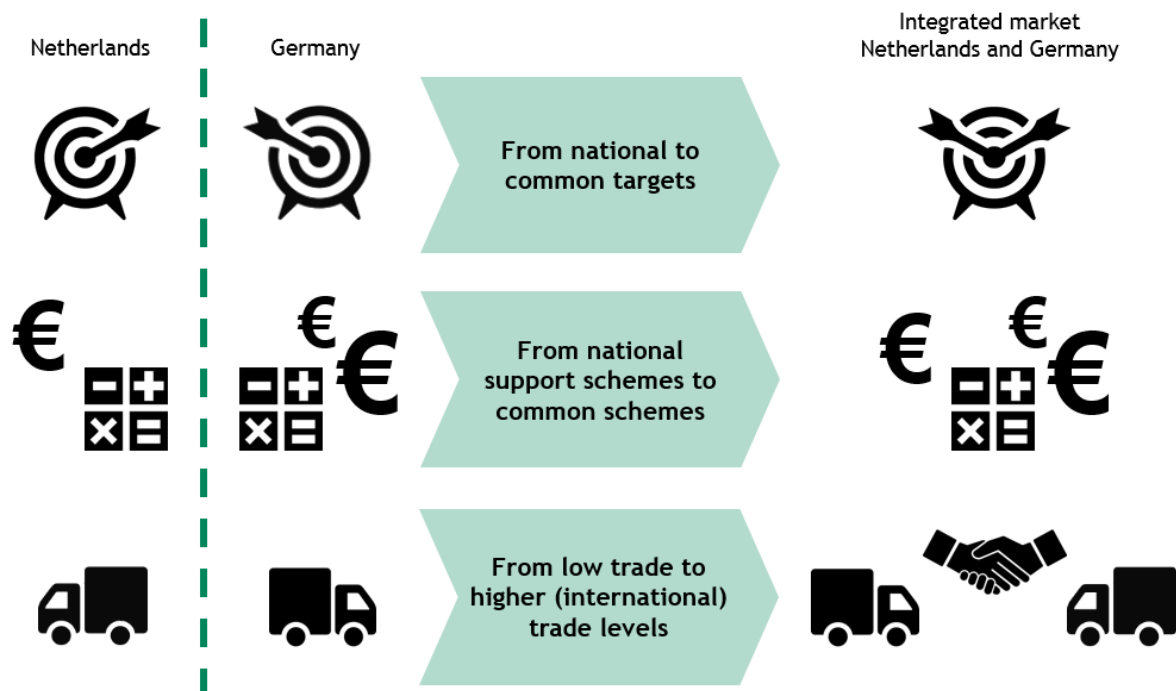 Netherlands
Germany
Integrated market
Netherlands and Germany
From national to
common targets
€
€
€
From national
support schemes to
common schemes
€
€
€
From low trade to
higher (international)
trade levels